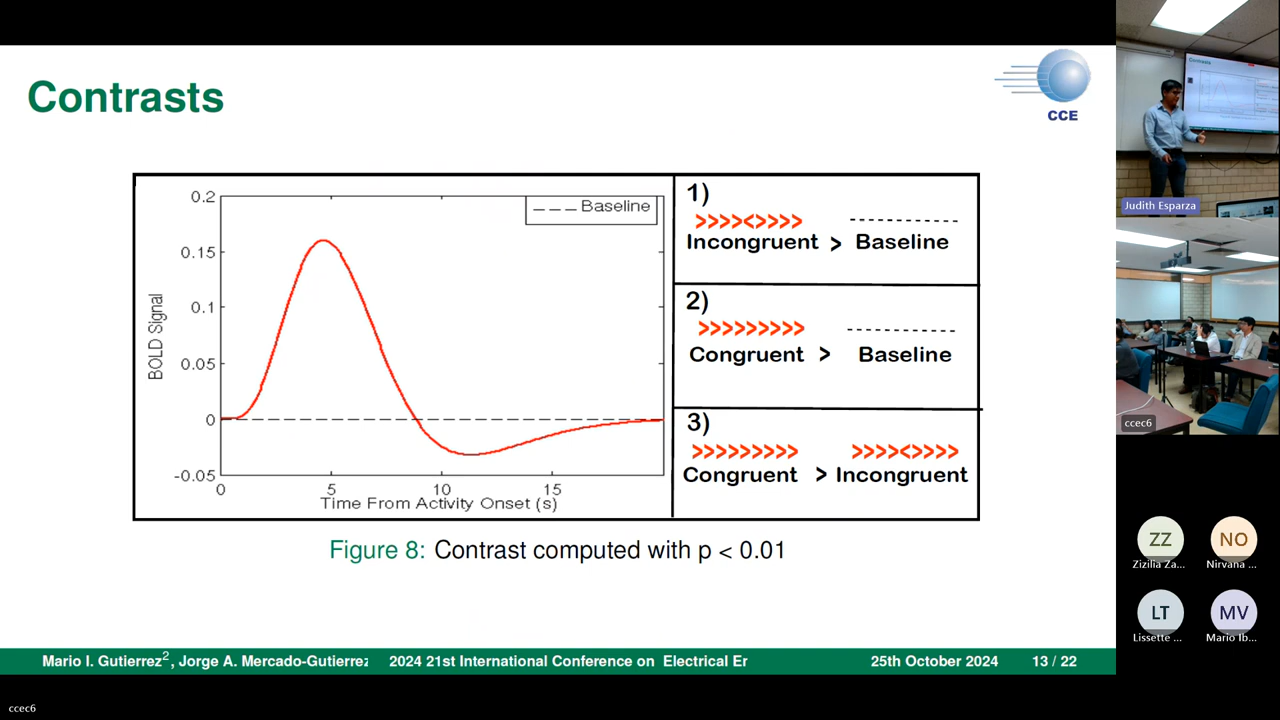 Contrasts
CCE
0.2
0.15
0.1
0.05
0
-0.05
BOLD Signal
Baseline
0 5 10 15
Time From Activity Onset (s)
1)
>>>><>>>>
Incongruent > Baseline
2)
>>>>>>>>>
Congruent > Baseline
3)
>>>>>>>>> >>>><>>>>
Congruent > Incongruent
Figure 8: Contrast computed with p < 0.01
Mario I. Gutierrez², Jorge A. Mercado-Gutierrez 2024 21st International Conference on Electrical Er 25th October 2024 13 / 22
Judith Esparza
ccec6
ZZ
Zizilia Za...
NO
Nirvana ...
LT
Lissette ...
MV
Mario Ib...
ccec6